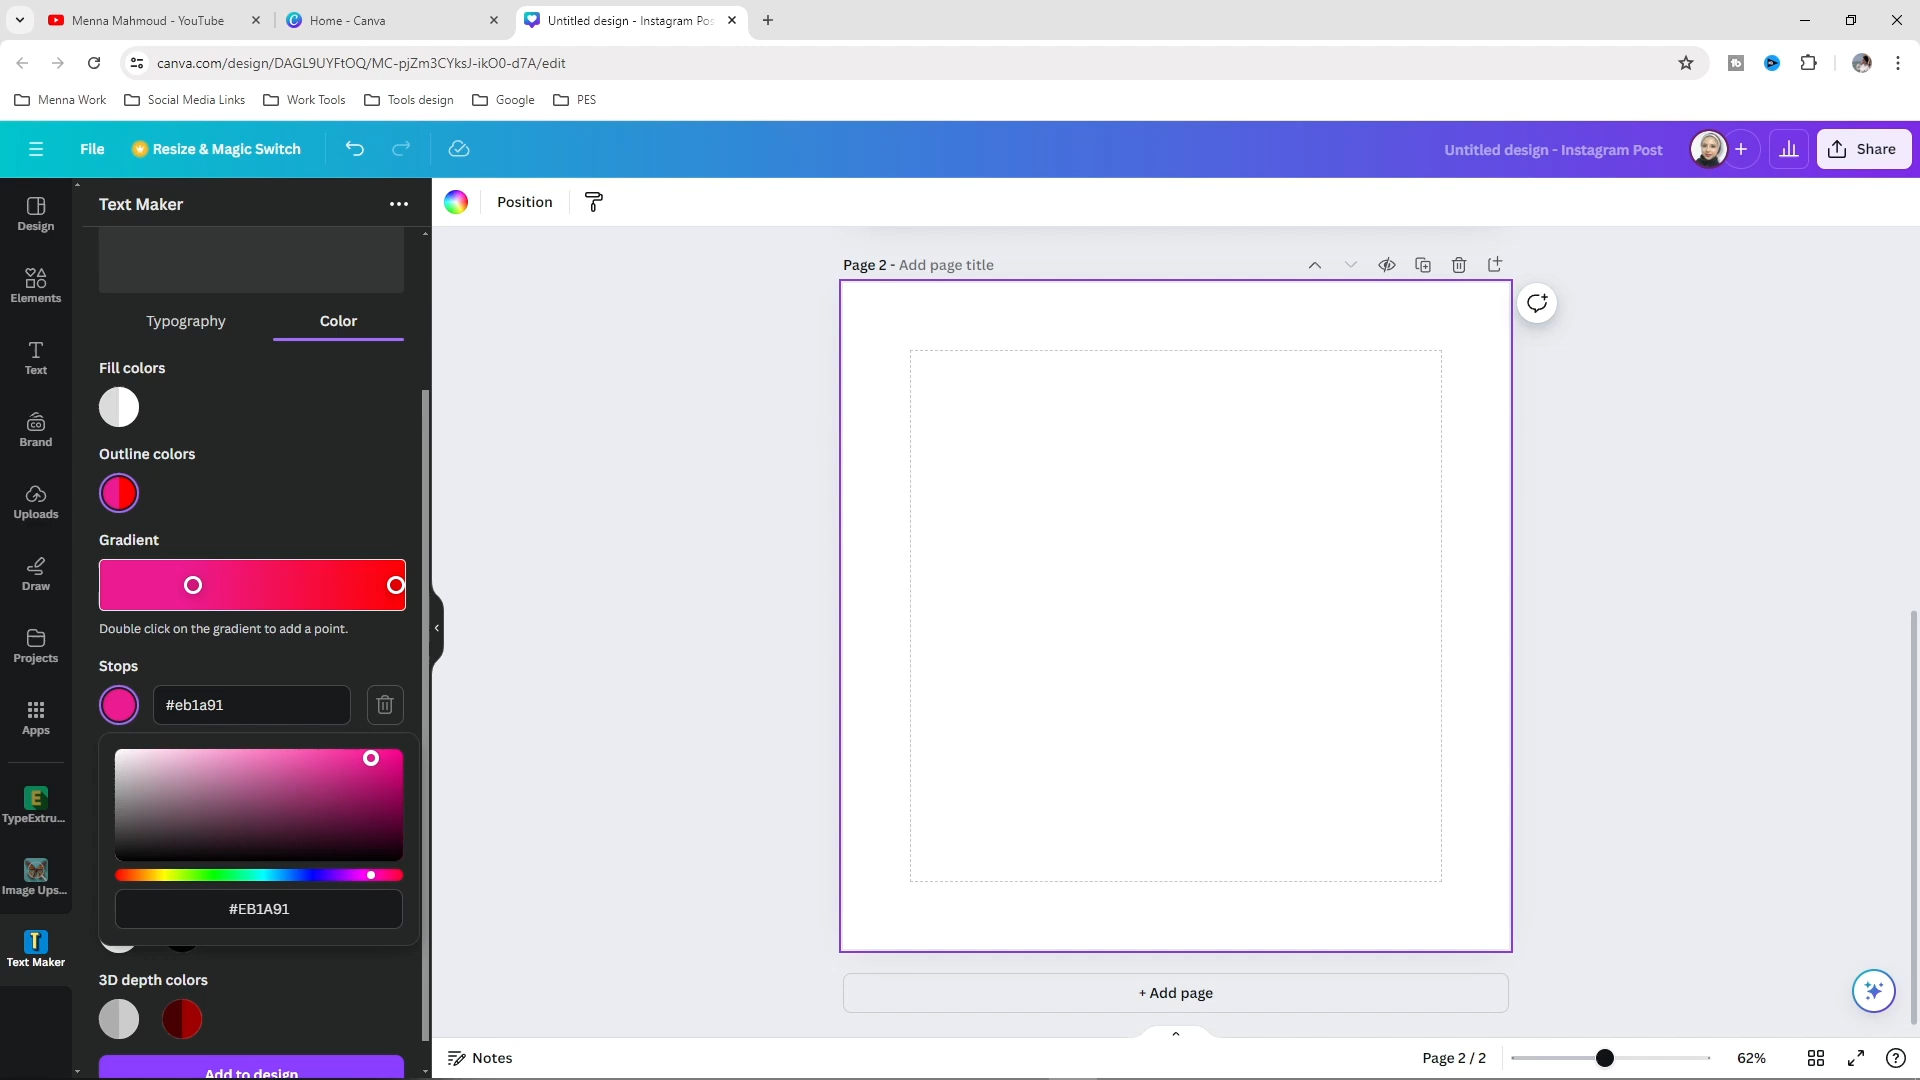 Menna Mahmoud - YouTube
Home - Canva
Untitled design - Instagram Pos
canva.com/design/DAGL9UYFtOQ/MC-pjZm3CYksJ-ikO0-d7A/edit
Menna Work
Social Media Links
Work Tools
Tools design
Google
PES
File
Resize & Magic Switch
Untitled design - Instagram Post
Share
Design
Elements
Text
Brand
Uploads
Draw
Projects
Apps
TypeExtru...
Image Ups...
Text Maker
Text Maker
Typography
Color
Fill colors
Outline colors
Gradient
Double click on the gradient to add a point.
Stops
#eb1a91
#EB1A91
3D depth colors
Add to design
Position
Page 2 - Add page title
+ Add page
Notes
Page 2 / 2
62%